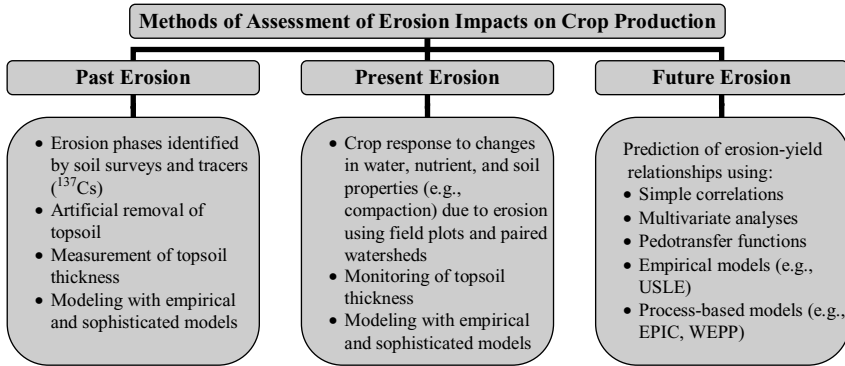 Methods of Assessment of Erosion Impacts on Crop Production
Past Erosion
• Erosion phases identified
by soil surveys and tracers
(¹³⁷Cs)
• Artificial removal of
topsoil
• Measurement of topsoil
thickness
• Modeling with empirical
and sophisticated models
Present Erosion
• Crop response to changes
in water, nutrient, and soil
properties (e.g.,
compaction) due to erosion
using field plots and paired
watersheds
• Monitoring of topsoil
thickness
• Modeling with empirical
and sophisticated models
Future Erosion
Prediction of erosion-yield
relationships using:
• Simple correlations
• Multivariate analyses
• Pedotransfer functions
• Empirical models (e.g.,
USLE)
• Process-based models (e.g.,
EPIC, WEPP)